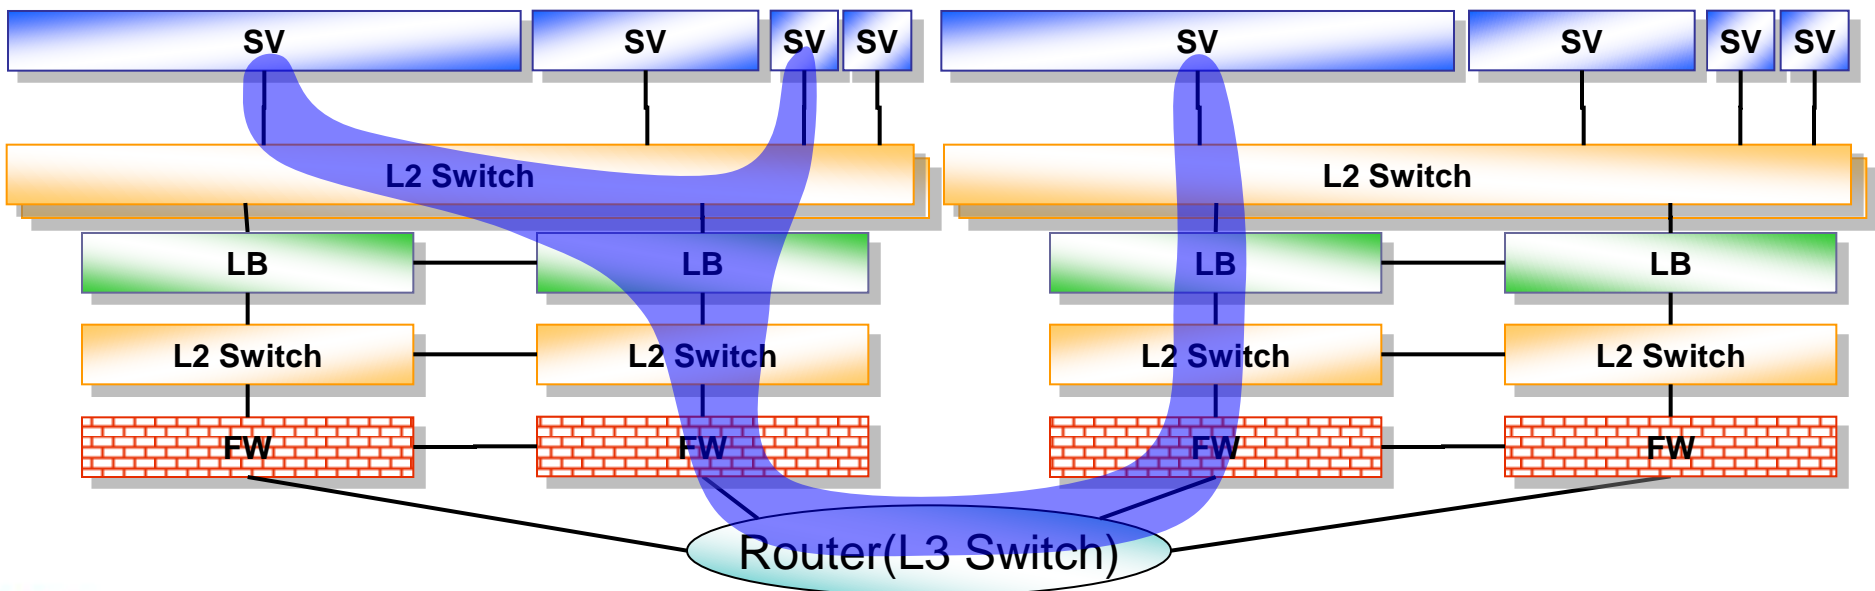 SV SV SV SV SV SV SV SV
L2 Switch L2 Switch
LB LB LB LB
L2 Switch L2 Switch L2 Switch L2 Switch
FW FW FW FW
Router(L3 Switch)